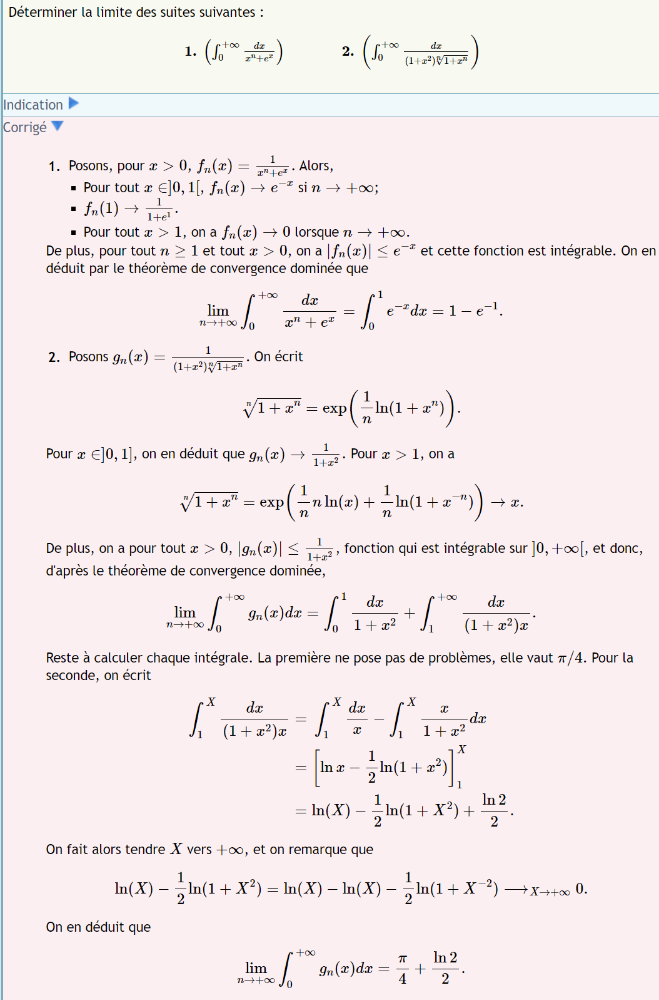 Déterminer la limite des suites suivantes :
1. $\left(\int_0^{+\infty} \frac{dx}{x^n+e^x}\right)$ 2. $\left(\int_0^{+\infty} \frac{dx}{(1+x^2)\sqrt[n]{1+x^n}}\right)$
Indication
Corrigé
1. Posons, pour $x > 0$, $f_n(x) = \frac{1}{x^n+e^x}$. Alors,
▪ Pour tout $x \in ]0, 1[$, $f_n(x) \to e^{-x}$ si $n \to +\infty$;
▪ $f_n(1) \to \frac{1}{1+e^1}$.
▪ Pour tout $x > 1$, on a $f_n(x) \to 0$ lorsque $n \to +\infty$.
De plus, pour tout $n \geq 1$ et tout $x > 0$, on a $|f_n(x)| \leq e^{-x}$ et cette fonction est intégrable. On en
déduit par le théorème de convergence dominée que
$\lim_{n\to+\infty} \int_0^{+\infty} \frac{dx}{x^n + e^x} = \int_0^1 e^{-x}dx = 1 - e^{-1}.$
2. Posons $g_n(x) = \frac{1}{(1+x^2)\sqrt[n]{1+x^n}}$. On écrit
$\sqrt[n]{1 + x^n} = \exp\left(\frac{1}{n}\ln(1 + x^n)\right).$
Pour $x \in ]0, 1]$, on en déduit que $g_n(x) \to \frac{1}{1+x^2}$. Pour $x > 1$, on a
$\sqrt[n]{1 + x^n} = \exp\left(\frac{1}{n}n\ln(x) + \frac{1}{n}\ln(1 + x^{-n})\right) \to x.$
De plus, on a pour tout $x > 0$, $|g_n(x)| \leq \frac{1}{1+x^2}$, fonction qui est intégrable sur $]0, +\infty[$, et donc,
d'après le théorème de convergence dominée,
$\lim_{n\to+\infty} \int_0^{+\infty} g_n(x)dx = \int_0^1 \frac{dx}{1 + x^2} + \int_1^{+\infty} \frac{dx}{(1 + x^2)x}.$
Reste à calculer chaque intégrale. La première ne pose pas de problèmes, elle vaut $\pi/4$. Pour la
seconde, on écrit
$\int_1^X \frac{dx}{(1 + x^2)x} = \int_1^X \frac{dx}{x} - \int_1^X \frac{x}{1 + x^2}dx$
$= \left[\ln x - \frac{1}{2}\ln(1 + x^2)\right]_1^X$
$= \ln(X) - \frac{1}{2}\ln(1 + X^2) + \frac{\ln 2}{2}.$
On fait alors tendre $X$ vers $+\infty$, et on remarque que
$\ln(X) - \frac{1}{2}\ln(1 + X^2) = \ln(X) - \ln(X) - \frac{1}{2}\ln(1 + X^{-2}) \longrightarrow_{X\to+\infty} 0.$
On en déduit que
$\lim_{n\to+\infty} \int_0^{+\infty} g_n(x)dx = \frac{\pi}{4} + \frac{\ln 2}{2}.$